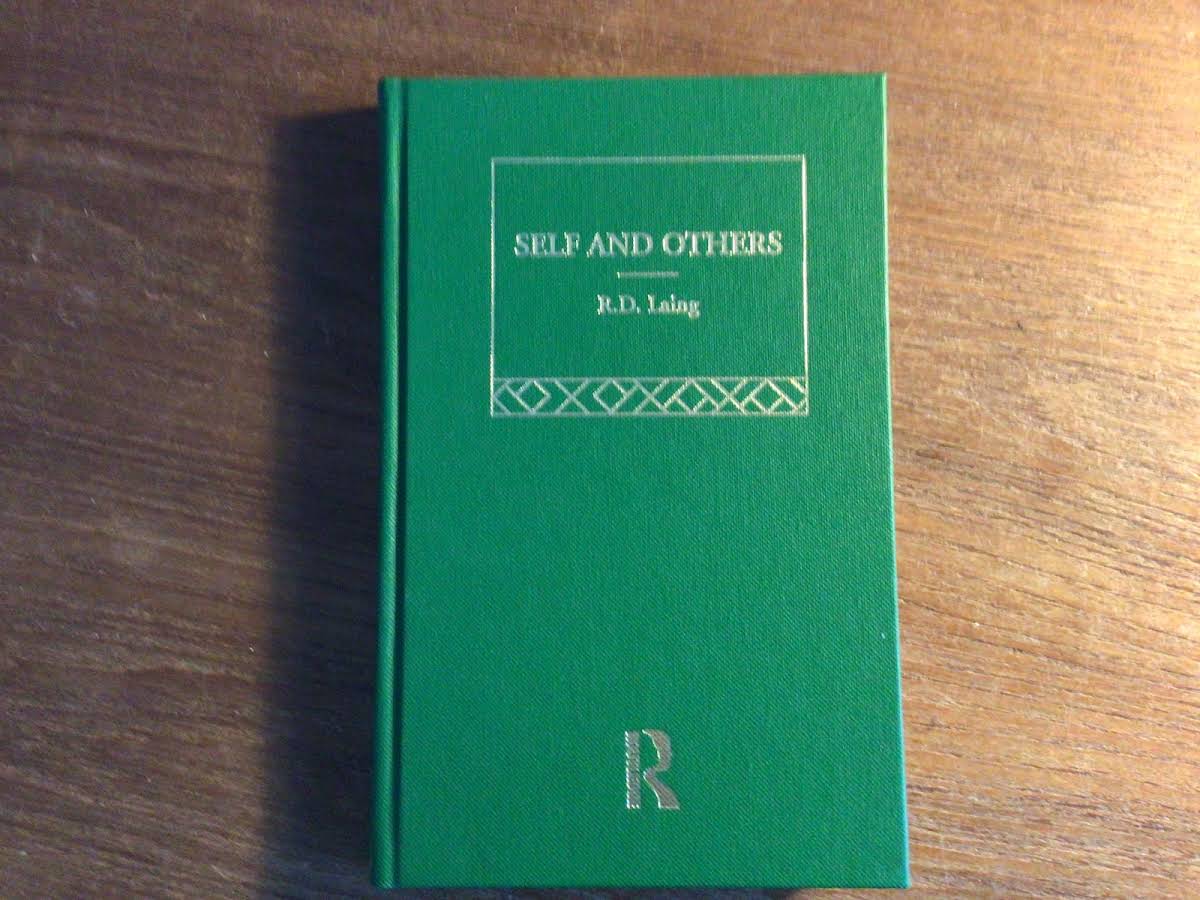 SELF AND OTHERS
R.D. Laing
R